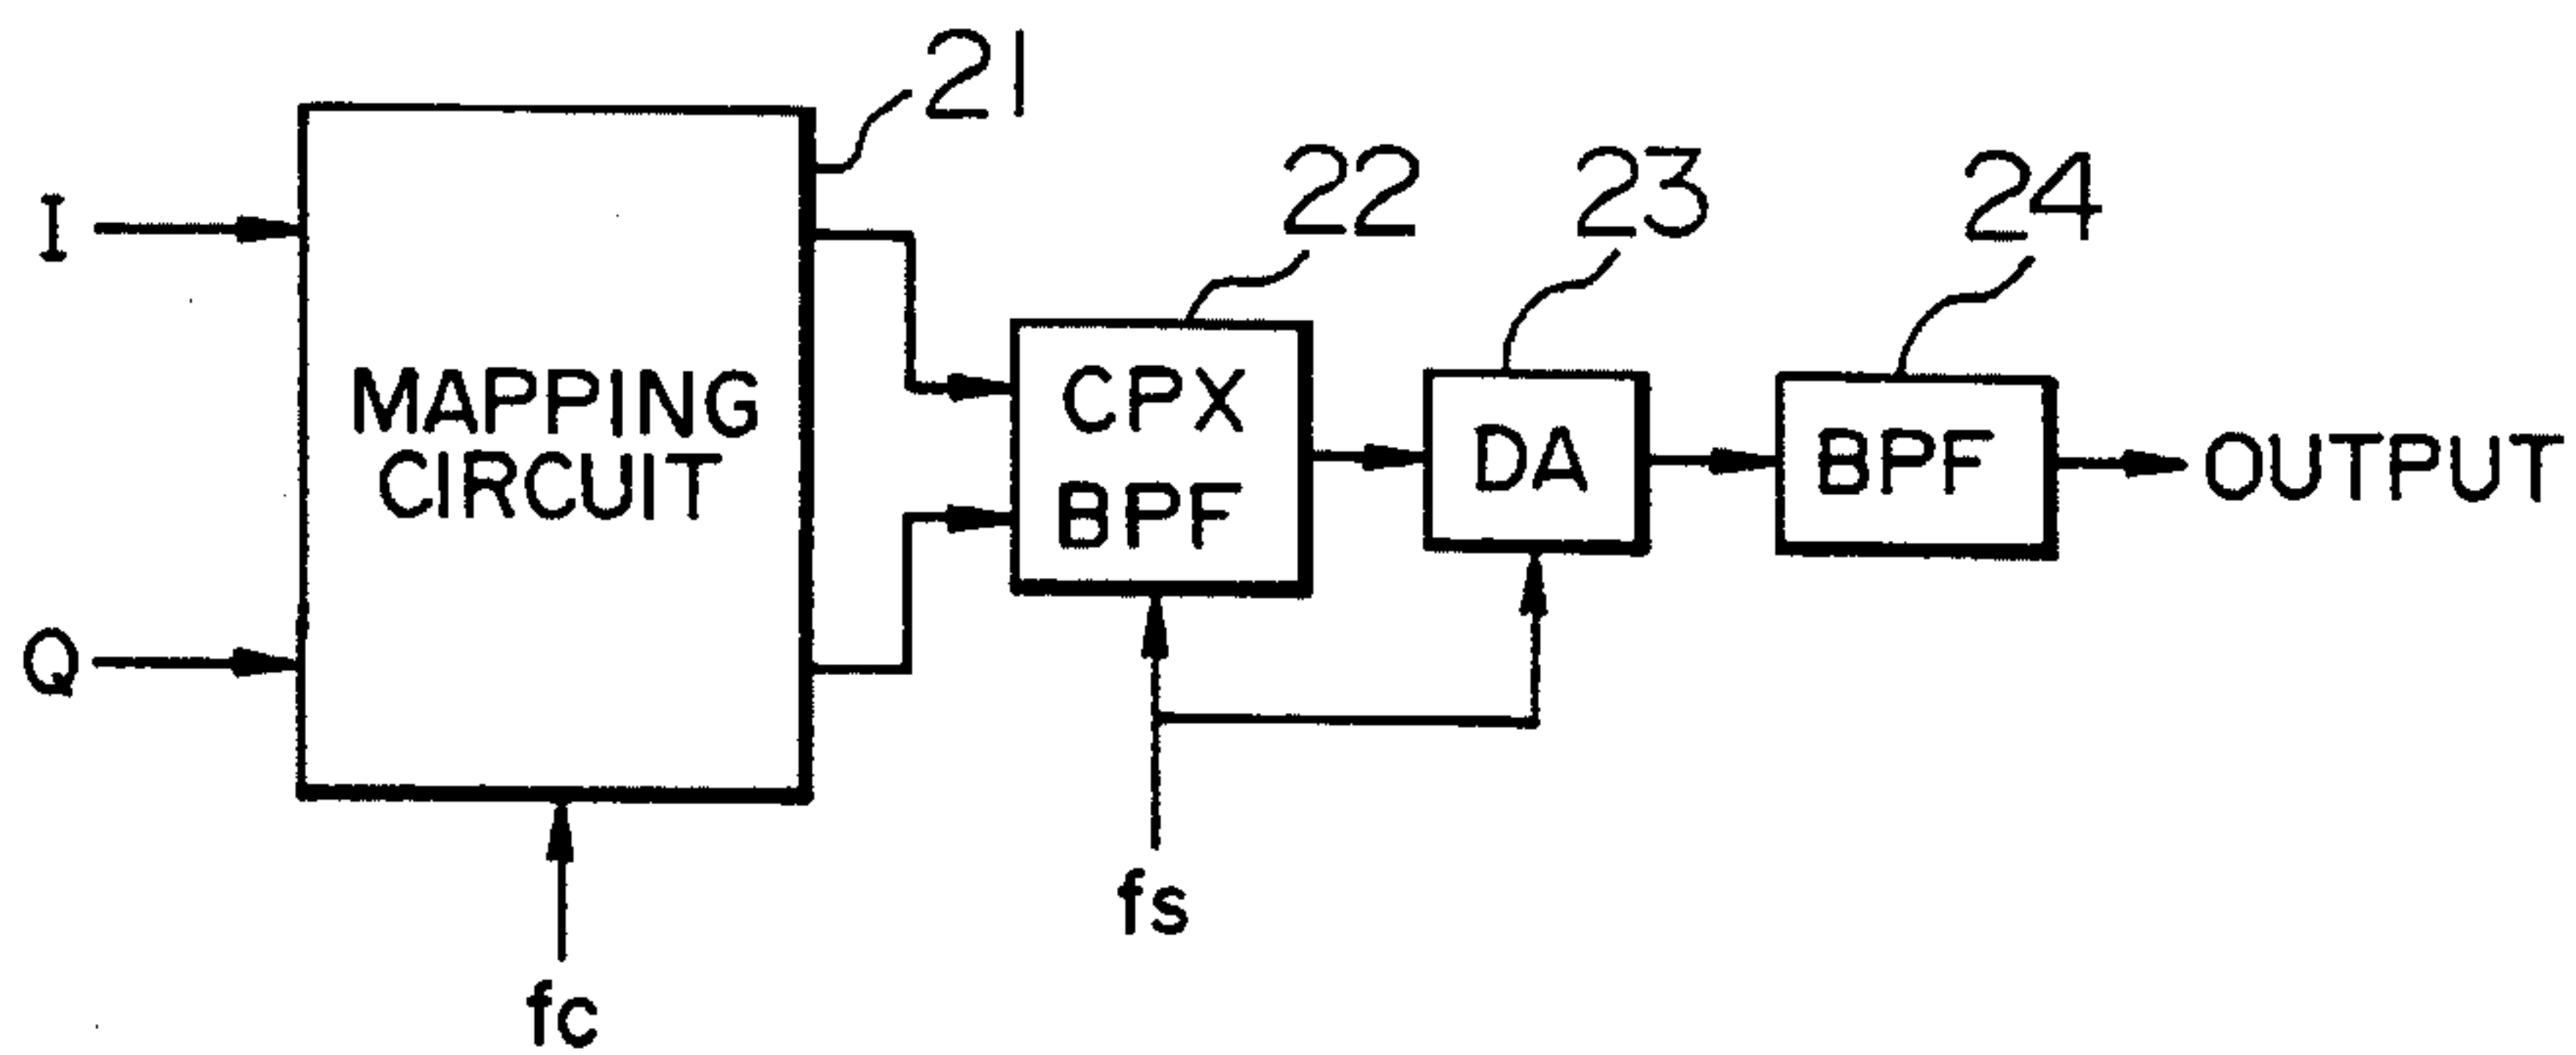 21
22
23
24
I
MAPPING
CIRCUIT
CPX
BPF
DA
BPF
OUTPUT
Q
fs
fc